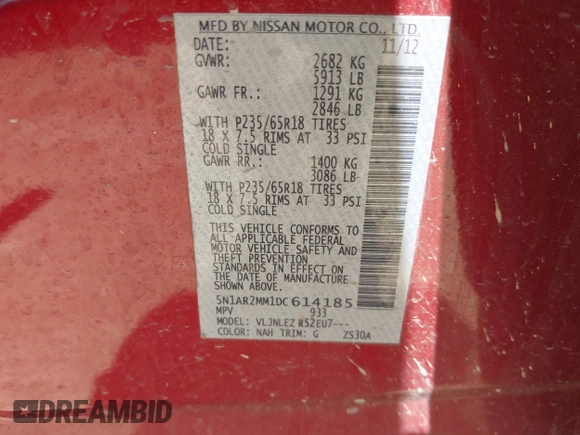 MFD BY NISSAN MOTOR CO., LTD.
DATE: 11/12
GVWR: 2682 KG
5913 LB
GAWR FR.: 1291 KG
2846 LB
WITH P235/65R18 TIRES
18 X 7.5 RIMS AT 33 PSI
COLD SINGLE
GAWR RR.: 1400 KG
3086 LB
WITH P235/65R18 TIRES
18 X 7.5 RIMS AT 33 PSI
COLD SINGLE
THIS VEHICLE CONFORMS TO
ALL APPLICABLE FEDERAL
MOTOR VEHICLE SAFETY AND
THEFT PREVENTION
STANDARDS IN EFFECT ON
DATE SHOWN ABOVE.
5N1AR2MM1DC614185
MPV 933
MODEL: VLJNLEZ R52EU7---
COLOR: NAH TRIM: G ZS30A
DREAMBID